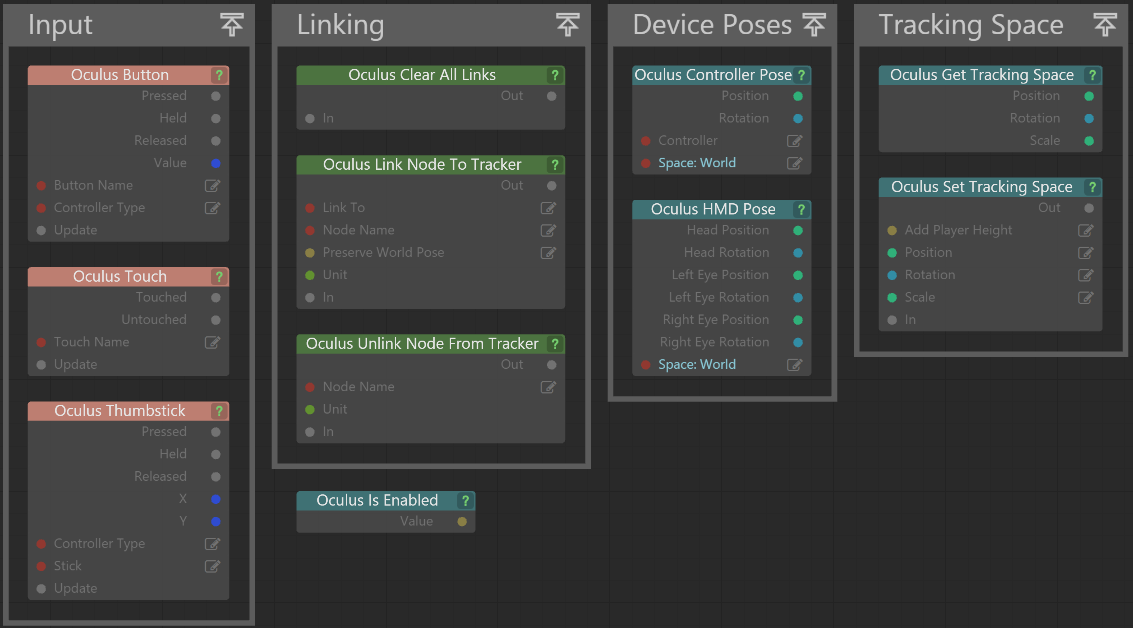 Input
Oculus Button ?
Pressed
Held
Released
Value
Button Name
Controller Type
Update
Oculus Touch ?
Touched
Untouched
Touch Name
Update
Oculus Thumbstick ?
Pressed
Held
Released
X
Y
Controller Type
Stick
Update
Linking
Oculus Clear All Links ?
Out
In
Oculus Link Node To Tracker ?
Out
Link To
Node Name
Preserve World Pose
Unit
In
Oculus Unlink Node From Tracker ?
Out
Node Name
Unit
In
Oculus Is Enabled ?
Value
Device Poses
Oculus Controller Pose ?
Position
Rotation
Controller
Space: World
Oculus HMD Pose ?
Head Position
Head Rotation
Left Eye Position
Left Eye Rotation
Right Eye Position
Right Eye Rotation
Space: World
Tracking Space
Oculus Get Tracking Space ?
Position
Rotation
Scale
Oculus Set Tracking Space ?
Out
Add Player Height
Position
Rotation
Scale
In